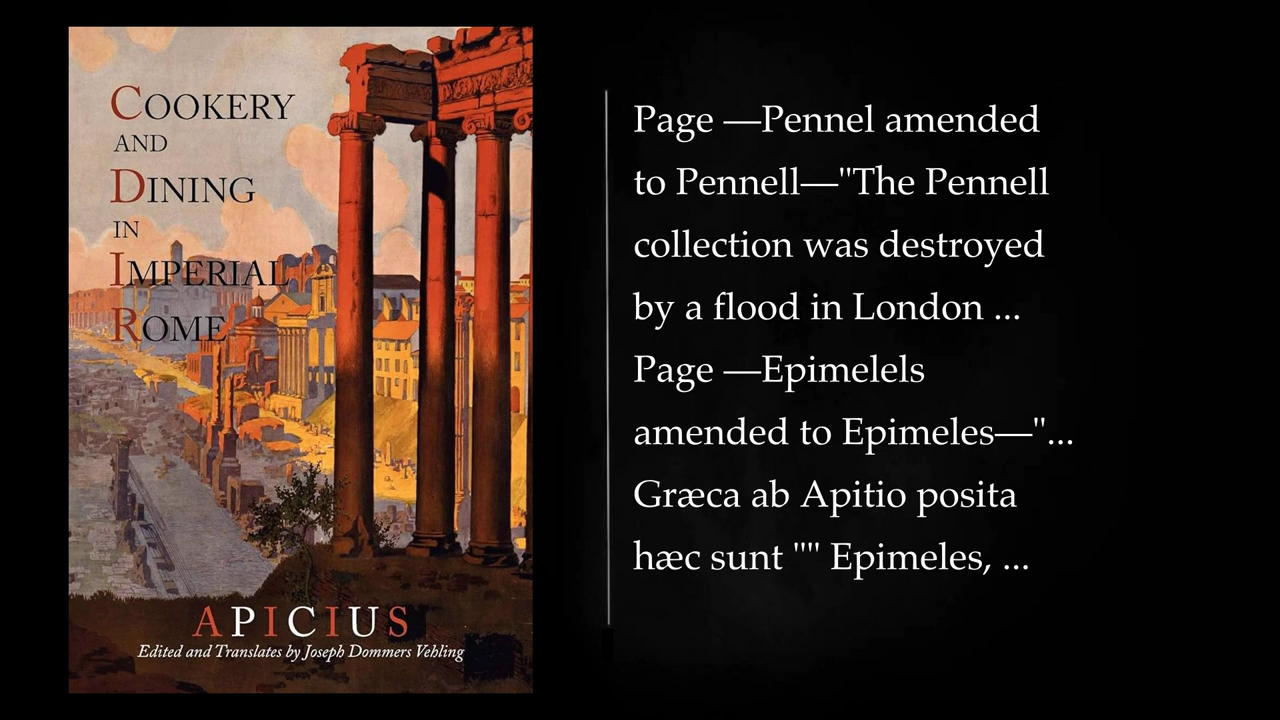 COOKERY
AND
DINING
IN
IMPERIAL
ROME
APICIUS
Edited and Translates by Joseph Dommers Vehling
Page —Pennel amended
to Pennell—"The Pennell
collection was destroyed
by a flood in London ...
Page —Epimelels
amended to Epimeles—"...
Græca ab Apitio posita
hæc sunt "" Epimeles, ...